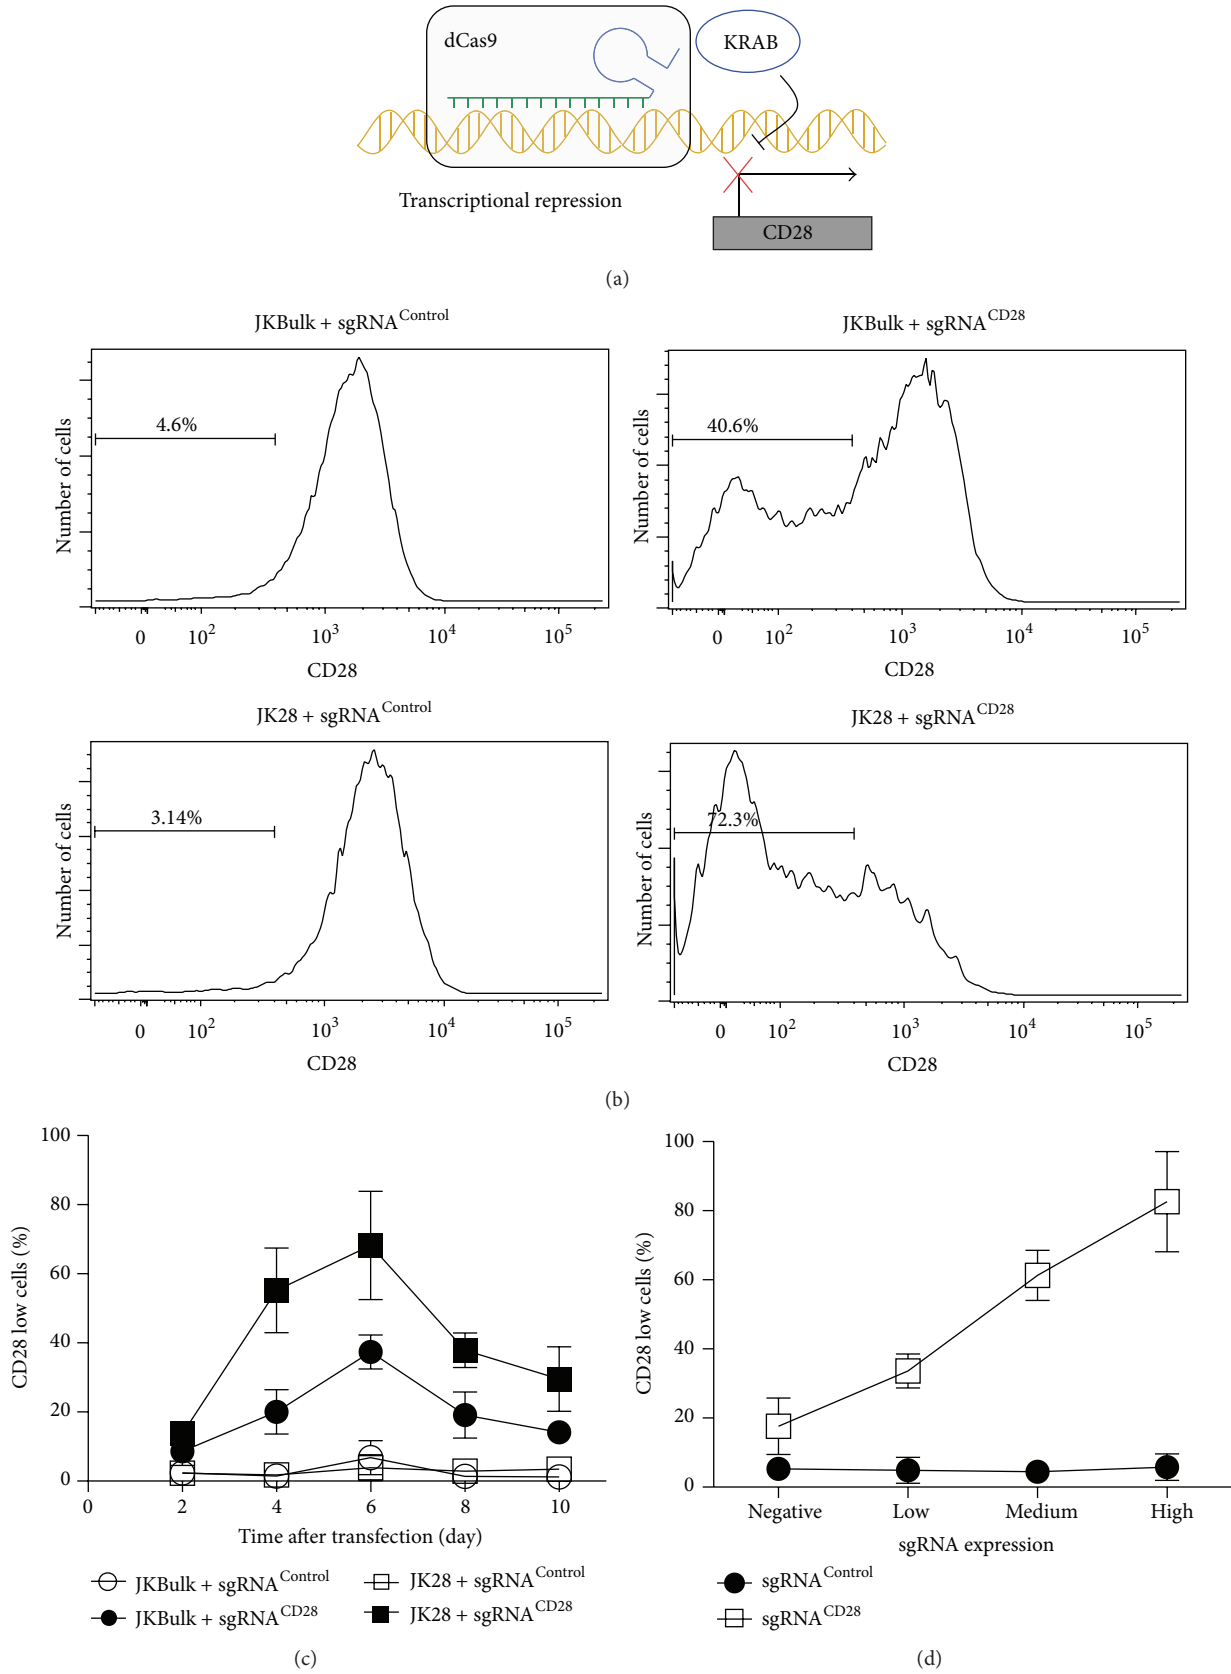 dCas9
KRAB
Transcriptional repression
CD28
(a)
JKBulk + sgRNA^Control
JKBulk + sgRNA^CD28
4.6%
Number of cells
0 10^2 10^3 10^4 10^5
CD28
40.6%
Number of cells
0 10^2 10^3 10^4 10^5
CD28
JK28 + sgRNA^Control
JK28 + sgRNA^CD28
3.14%
Number of cells
0 10^2 10^3 10^4 10^5
CD28
72.3%
Number of cells
0 10^2 10^3 10^4 10^5
CD28
(b)
100
80
60
40
20
0
CD28 low cells (%)
0 2 4 6 8 10
Time after transfection (day)
JKBulk + sgRNA^Control
JK28 + sgRNA^Control
JKBulk + sgRNA^CD28
JK28 + sgRNA^CD28
(c)
100
80
60
40
20
0
CD28 low cells (%)
Negative Low Medium High
sgRNA expression
sgRNA^Control
sgRNA^CD28
(d)